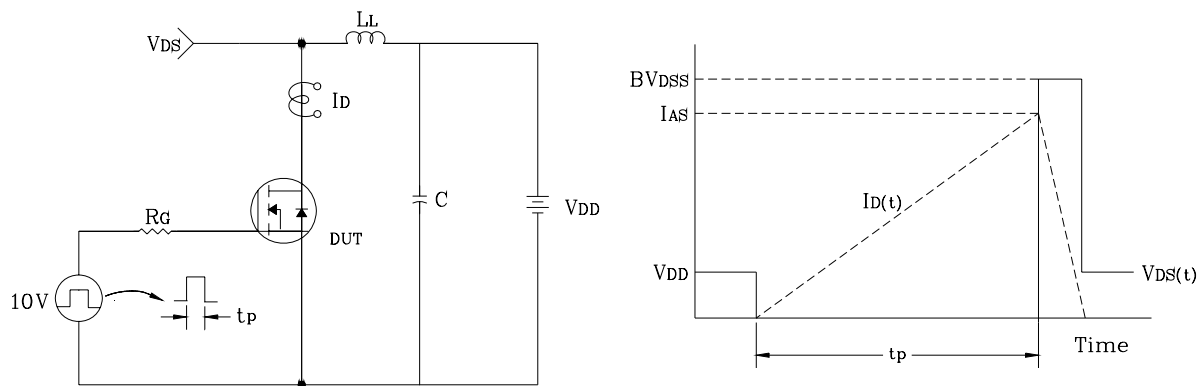 LL
VDS
ID
C
VDD
RG
DUT
10V
tp
BVDSS
IAS
ID(t)
VDD
VDS(t)
Time
tp